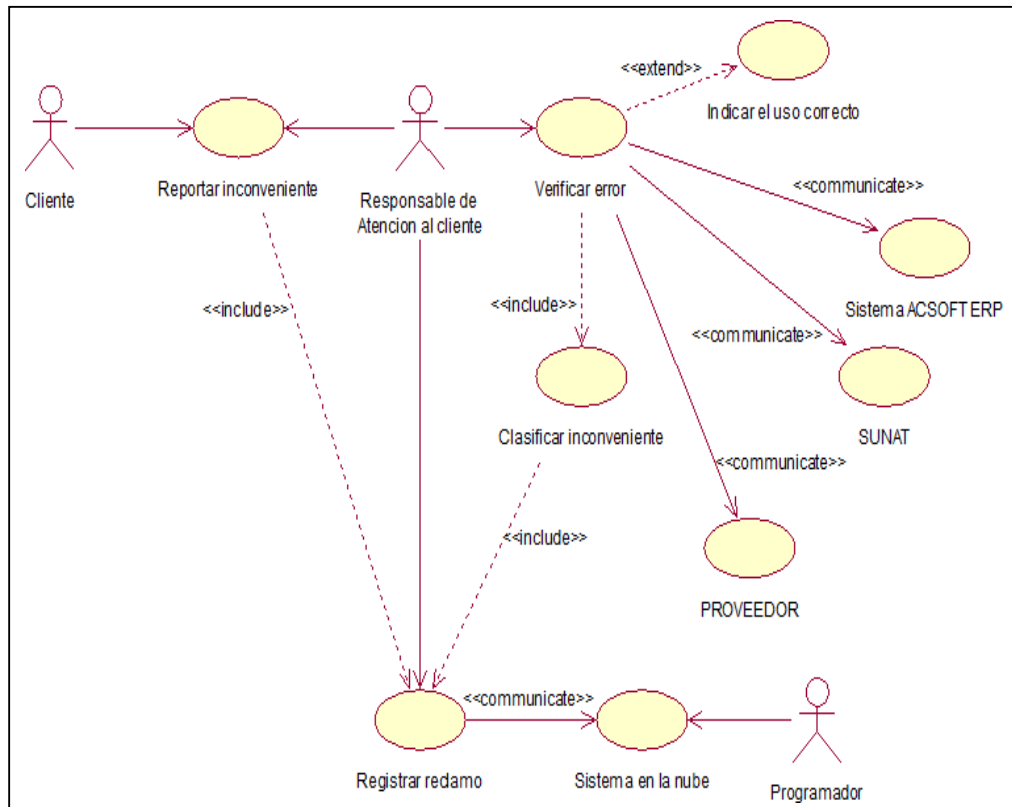 <<extend>>
Indicar el uso correcto
Cliente
Reportar inconveniente
Responsable de
Atencion al cliente
Verificar error
<<communicate>>
Sistema ACSOFT ERP
<<include>>
<<include>>
<<communicate>>
SUNAT
Clasificar inconveniente
<<communicate>>
<<include>>
PROVEEDOR
<<communicate>>
Registrar reclamo
Sistema en la nube
Programador